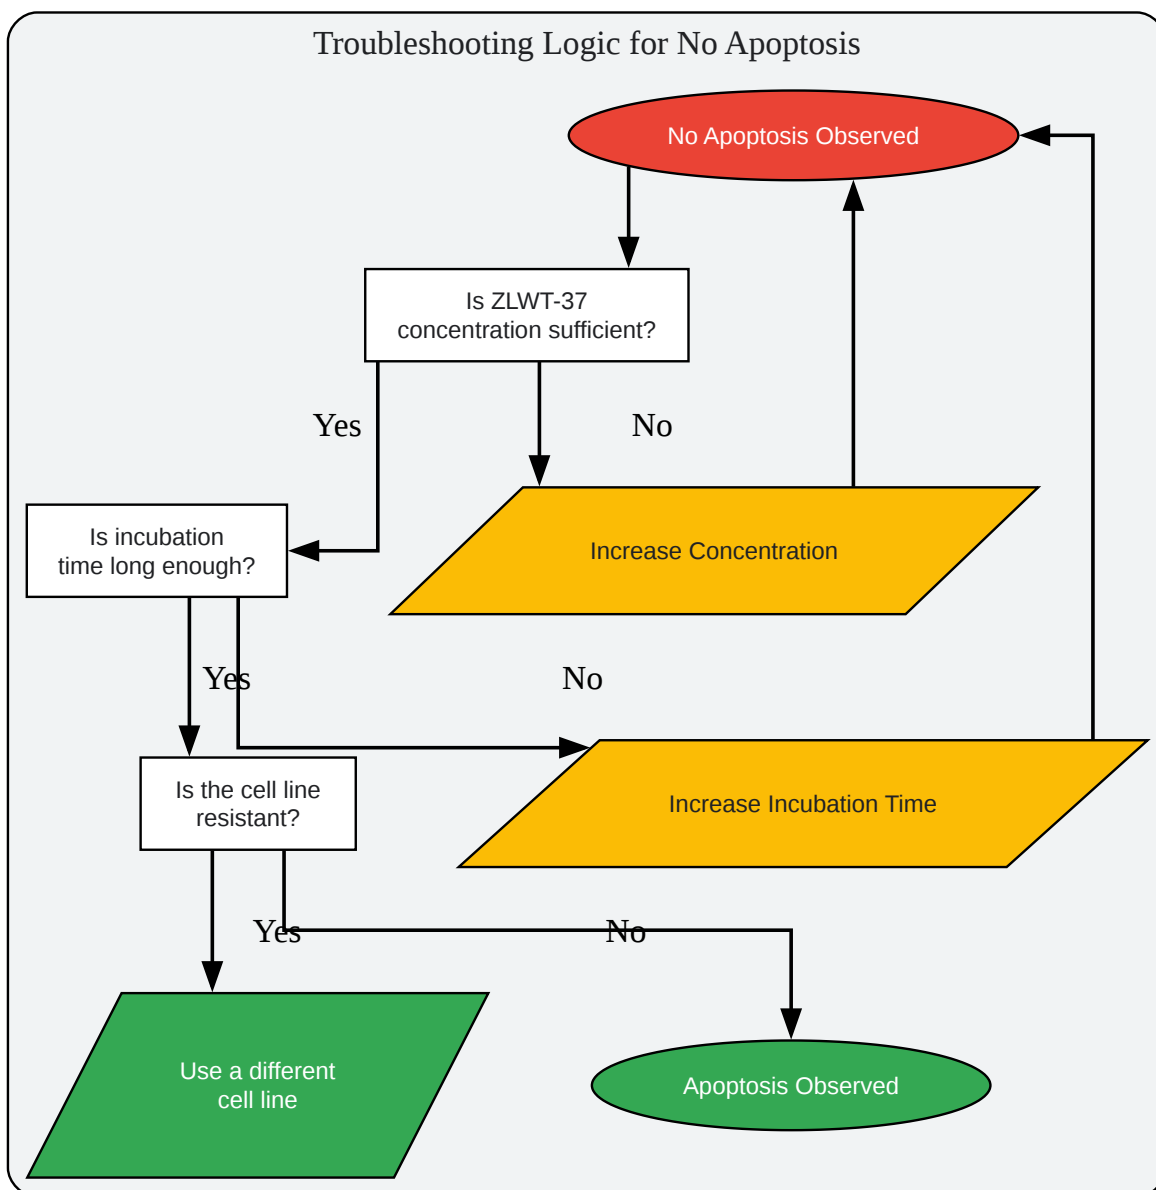 Troubleshooting Logic for No Apoptosis
No Apoptosis Observed
Is ZLWT-37
concentration sufficient?
Yes
No
Is incubation
time long enough?
Increase Concentration
Yes
No
Is the cell line
resistant?
Increase Incubation Time
Yes
No
Use a different
cell line
Apoptosis Observed